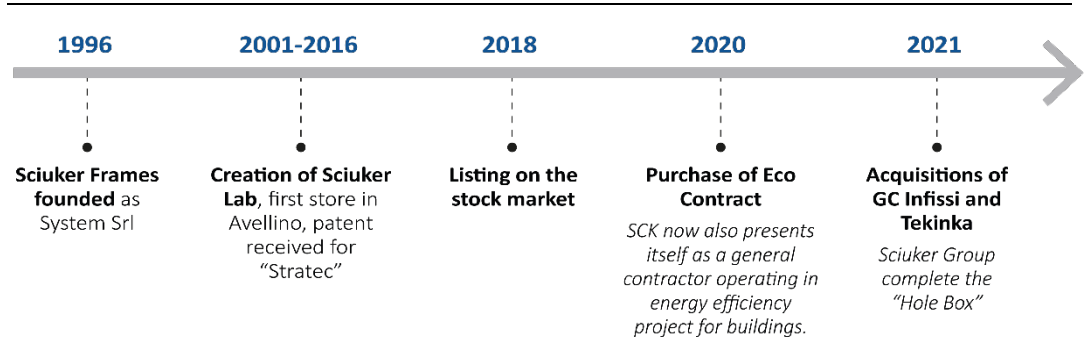 1996
Sciuker Frames
founded as
System Srl
2001-2016
Creation of Sciuker
Lab, first store in
Avellino, patent
received for
“Stratec”
2018
Listing on the
stock market
2020
Purchase of Eco
Contract
SCK now also presents
itself as a general
contractor operating in
energy efficiency
project for buildings.
2021
Acquisitions of
GC Infissi and
Tekinka
Sciuker Group
complete the
“Hole Box”